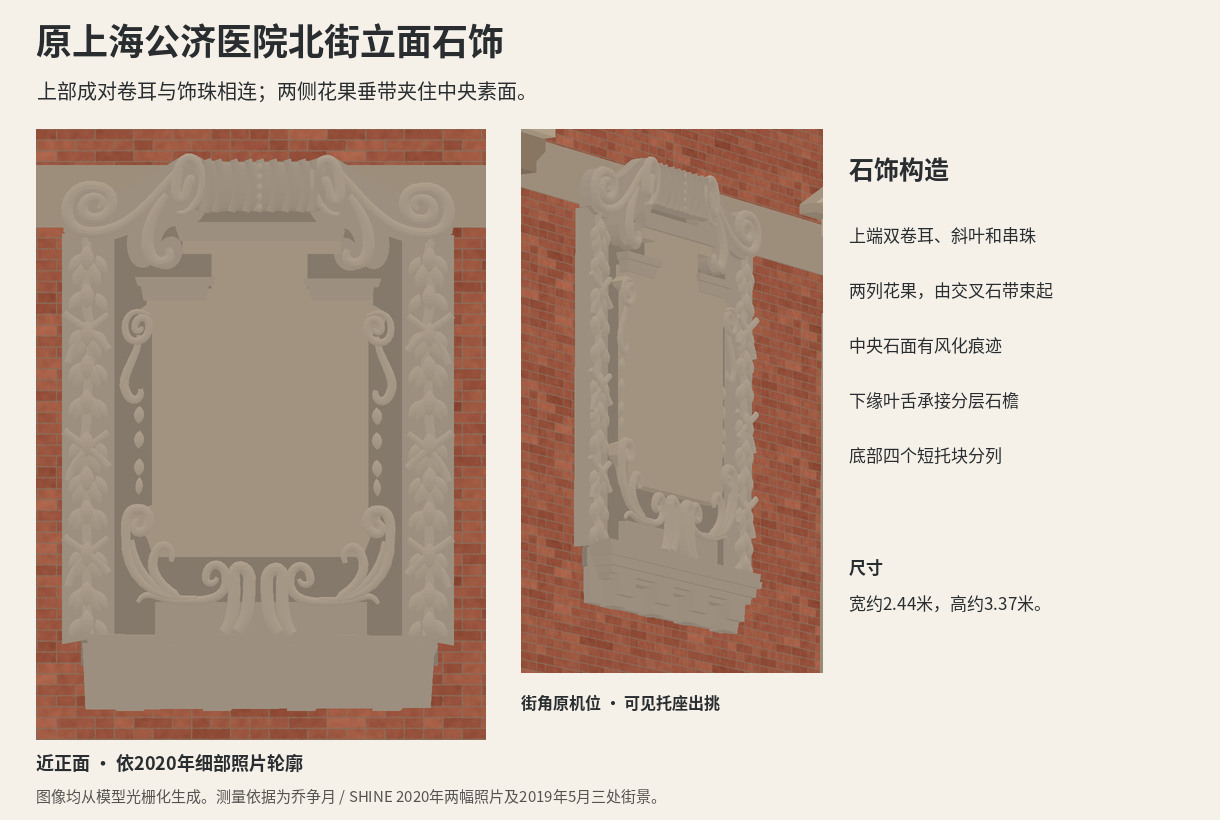 原上海公济医院北街立面石饰
上部成对卷耳与饰珠相连；两侧花果垂带夹住中央素面。
石饰构造
上端双卷耳、斜叶和串珠
两列花果，由交叉石带束起
中央石面有风化痕迹
下缘叶舌承接分层石檐
底部四个短托块分列
尺寸
宽约2.44米，高约3.37米。
街角原机位 · 可见托座出挑
近正面 · 依2020年细部照片轮廓
图像均从模型光栅化生成。测量依据为乔争月 / SHINE 2020年两幅照片及2019年5月三处街景。